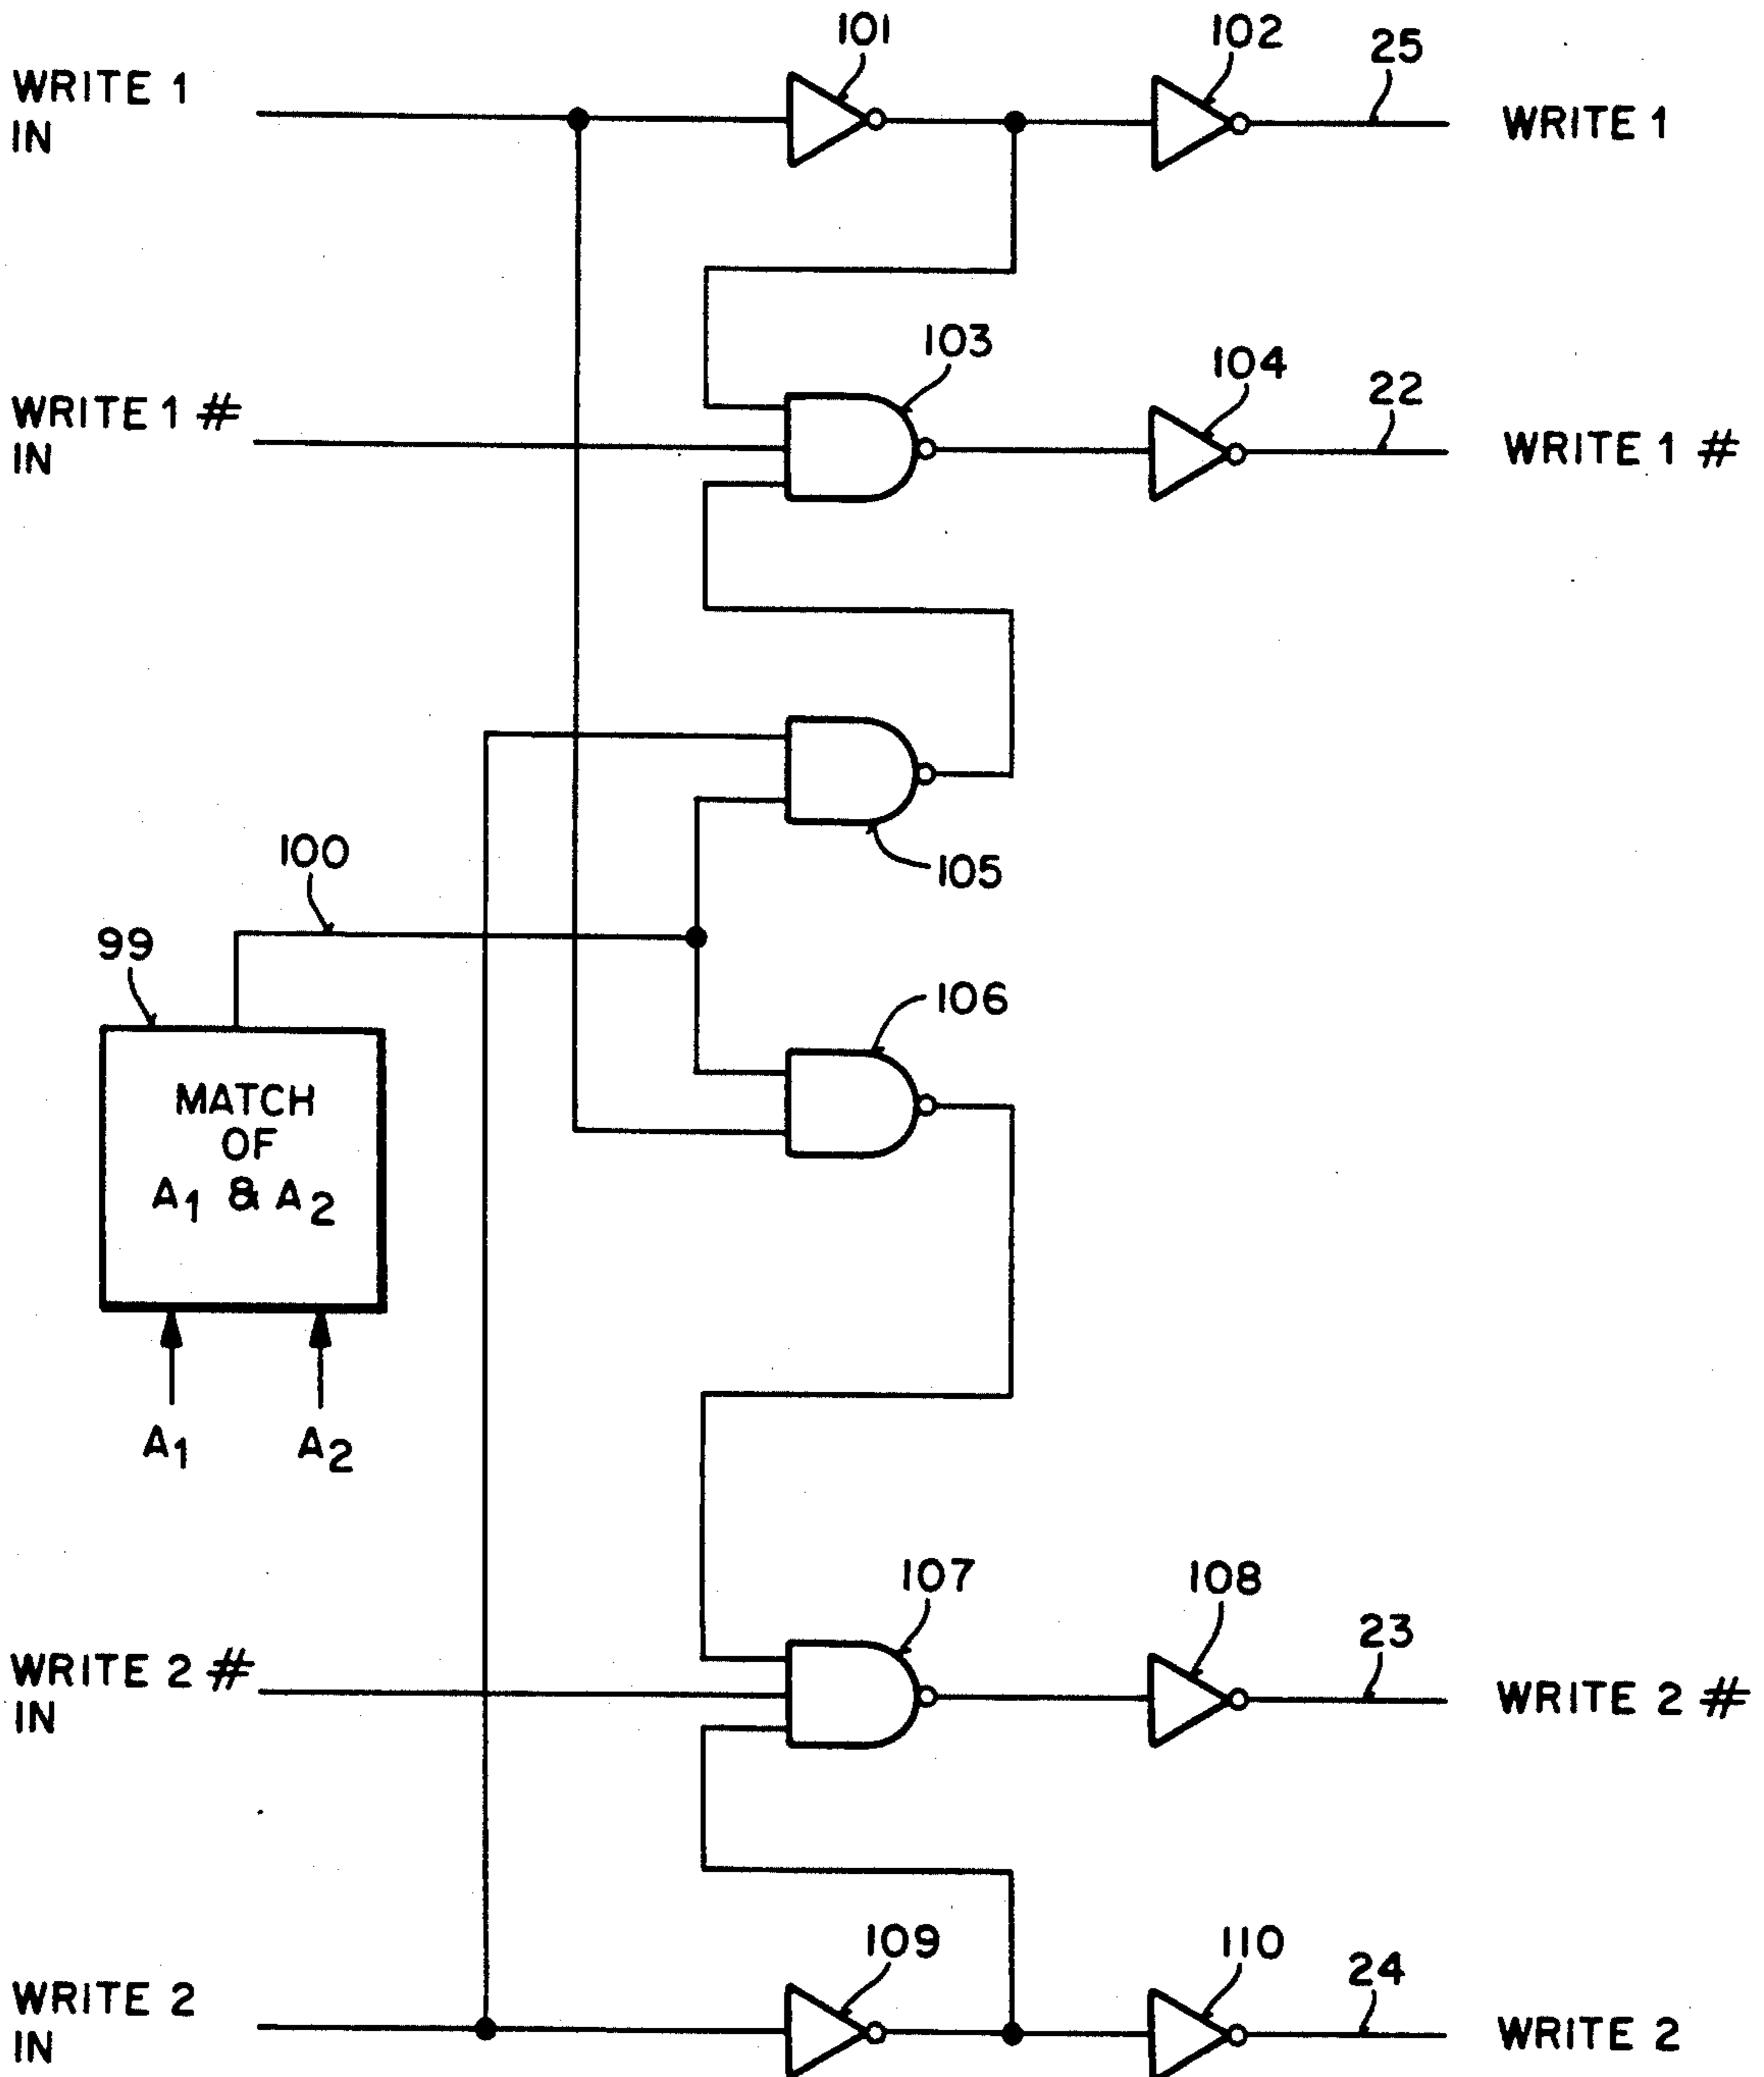 101
102
25
WRITE 1
IN
WRITE 1
103
104
22
WRITE 1 #
IN
WRITE 1 #
105
100
99
106
MATCH
OF
A1 & A2
A1
A2
107
108
23
WRITE 2 #
IN
WRITE 2 #
109
110
24
WRITE 2
IN
WRITE 2